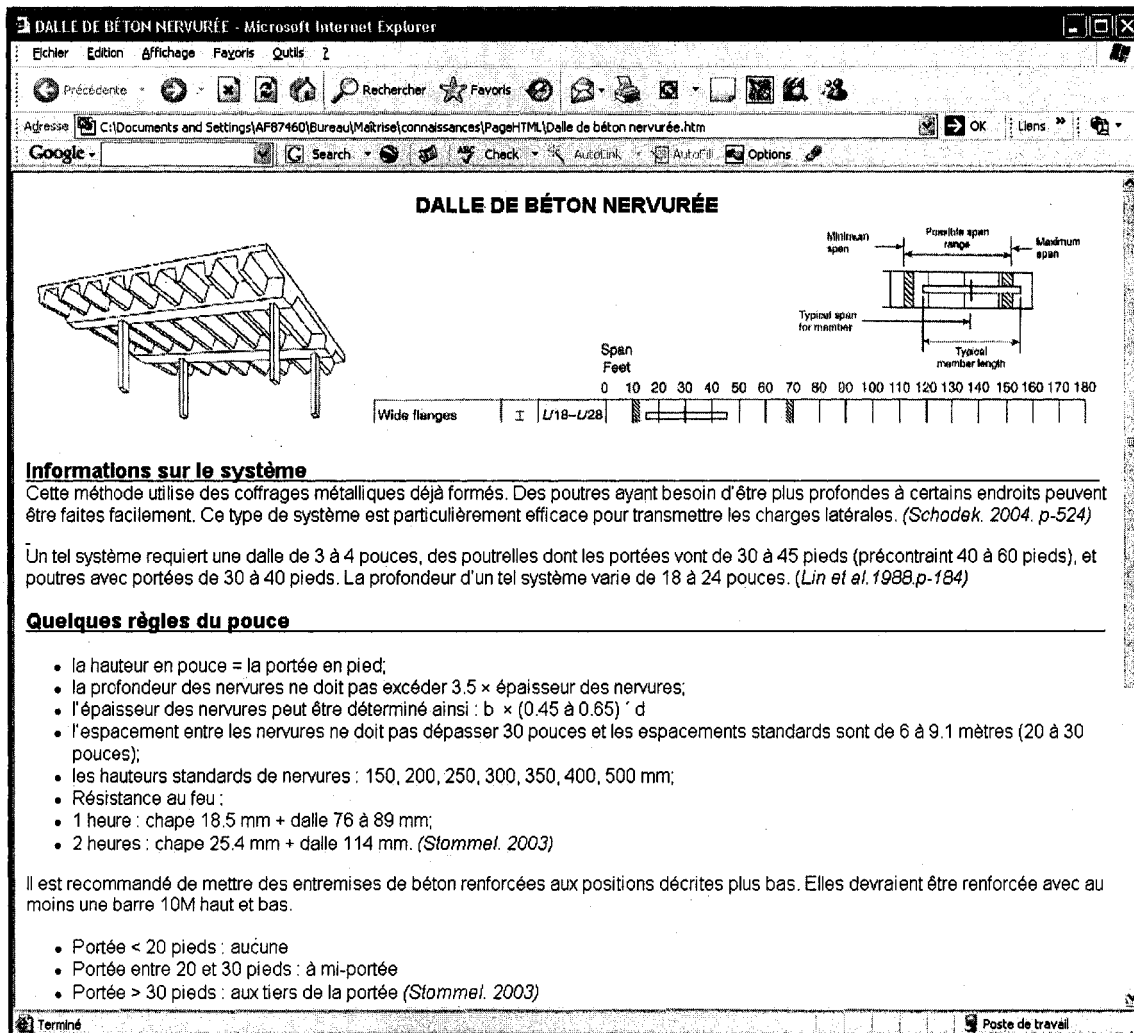 DALLE DE BÉTON NERVURÉE - Microsoft Internet Explorer
Fichier Edition Affichage Favoris Outils ?
Précédente Rechercher Favoris
Adresse C:\Documents and Settings\AF87460\Bureau\Maîtrise\connaissances\PageHTML\Dalle de béton nervurée.htm OK Liens »
Google Search Check AutoLink AutoFill Options
DALLE DE BÉTON NERVURÉE
Minimum span
Possible span range
Maximum span
Typical span for member
Typical member length
Span
Feet
0 10 20 30 40 50 60 70 80 90 100 110 120 130 140 150 160 170 180
Wide flanges I L/18–L/28
Informations sur le système
Cette méthode utilise des coffrages métalliques déjà formés. Des poutres ayant besoin d'être plus profondes à certains endroits peuvent
être faites facilement. Ce type de système est particulièrement efficace pour transmettre les charges latérales. (Schodek. 2004. p-524)
Un tel système requiert une dalle de 3 à 4 pouces, des poutrelles dont les portées vont de 30 à 45 pieds (précontraint 40 à 60 pieds), et
poutres avec portées de 30 à 40 pieds. La profondeur d'un tel système varie de 18 à 24 pouces. (Lin et al.1988.p-184)
Quelques règles du pouce
• la hauteur en pouce = la portée en pied;
• la profondeur des nervures ne doit pas excéder 3.5 × épaisseur des nervures;
• l'épaisseur des nervures peut être déterminé ainsi : b × (0.45 à 0.65) ´ d
• l'espacement entre les nervures ne doit pas dépasser 30 pouces et les espacements standards sont de 6 à 9.1 mètres (20 à 30
pouces);
• les hauteurs standards de nervures : 150, 200, 250, 300, 350, 400, 500 mm;
• Résistance au feu :
• 1 heure : chape 18.5 mm + dalle 76 à 89 mm;
• 2 heures : chape 25.4 mm + dalle 114 mm. (Stommel. 2003)
Il est recommandé de mettre des entremises de béton renforcées aux positions décrites plus bas. Elles devraient être renforcée avec au
moins une barre 10M haut et bas.
• Portée < 20 pieds : aucune
• Portée entre 20 et 30 pieds : à mi-portée
• Portée > 30 pieds : aux tiers de la portée (Stommel. 2003)
Terminé Poste de travail